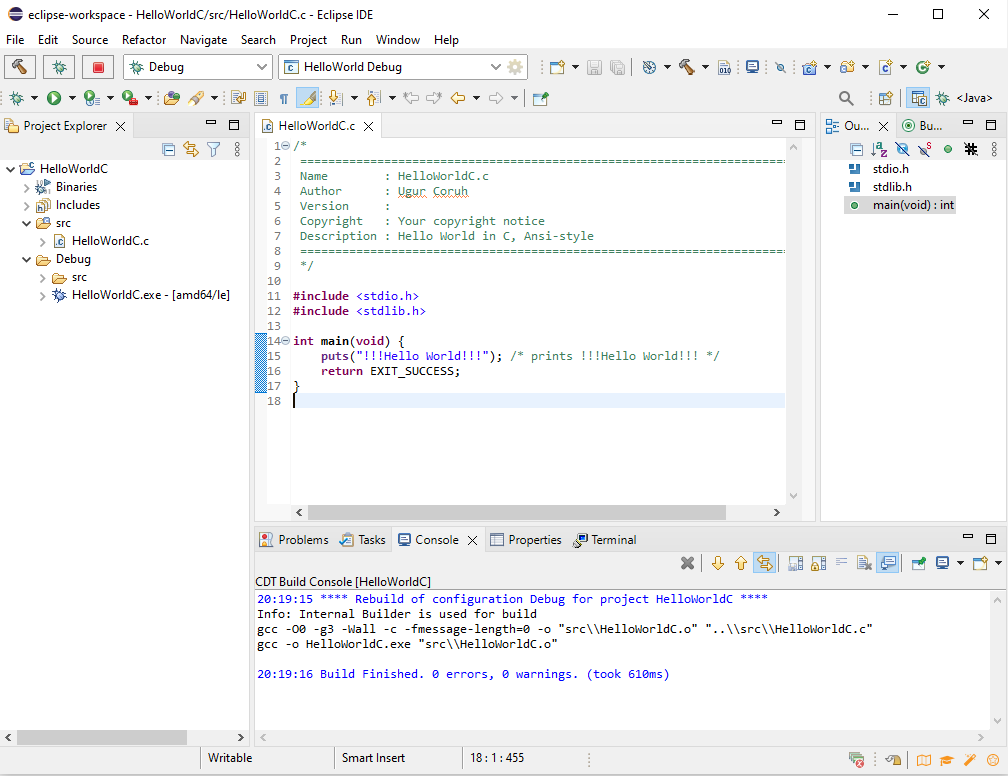 eclipse-workspace - HelloWorldC/src/HelloWorldC.c - Eclipse IDE
File Edit Source Refactor Navigate Search Project Run Window Help
Debug HelloWorld Debug
<Java>
Project Explorer
HelloWorldC
Binaries
Includes
src
HelloWorldC.c
Debug
src
HelloWorldC.exe - [amd64/le]
HelloWorldC.c
1 /*
2 ======================================================================
3 Name : HelloWorldC.c
4 Author : Ugur Coruh
5 Version :
6 Copyright : Your copyright notice
7 Description : Hello World in C, Ansi-style
8 ======================================================================
9 */
10
11 #include <stdio.h>
12 #include <stdlib.h>
13
14 int main(void) {
15 puts("!!!Hello World!!!"); /* prints !!!Hello World!!! */
16 return EXIT_SUCCESS;
17 }
18
Ou... Bu...
stdio.h
stdlib.h
main(void) : int
Problems Tasks Console Properties Terminal
CDT Build Console [HelloWorldC]
20:19:15 **** Rebuild of configuration Debug for project HelloWorldC ****
Info: Internal Builder is used for build
gcc -O0 -g3 -Wall -c -fmessage-length=0 -o "src\\HelloWorldC.o" "..\\src\\HelloWorldC.c"
gcc -o HelloWorldC.exe "src\\HelloWorldC.o"
20:19:16 Build Finished. 0 errors, 0 warnings. (took 610ms)
Writable Smart Insert 18 : 1 : 455